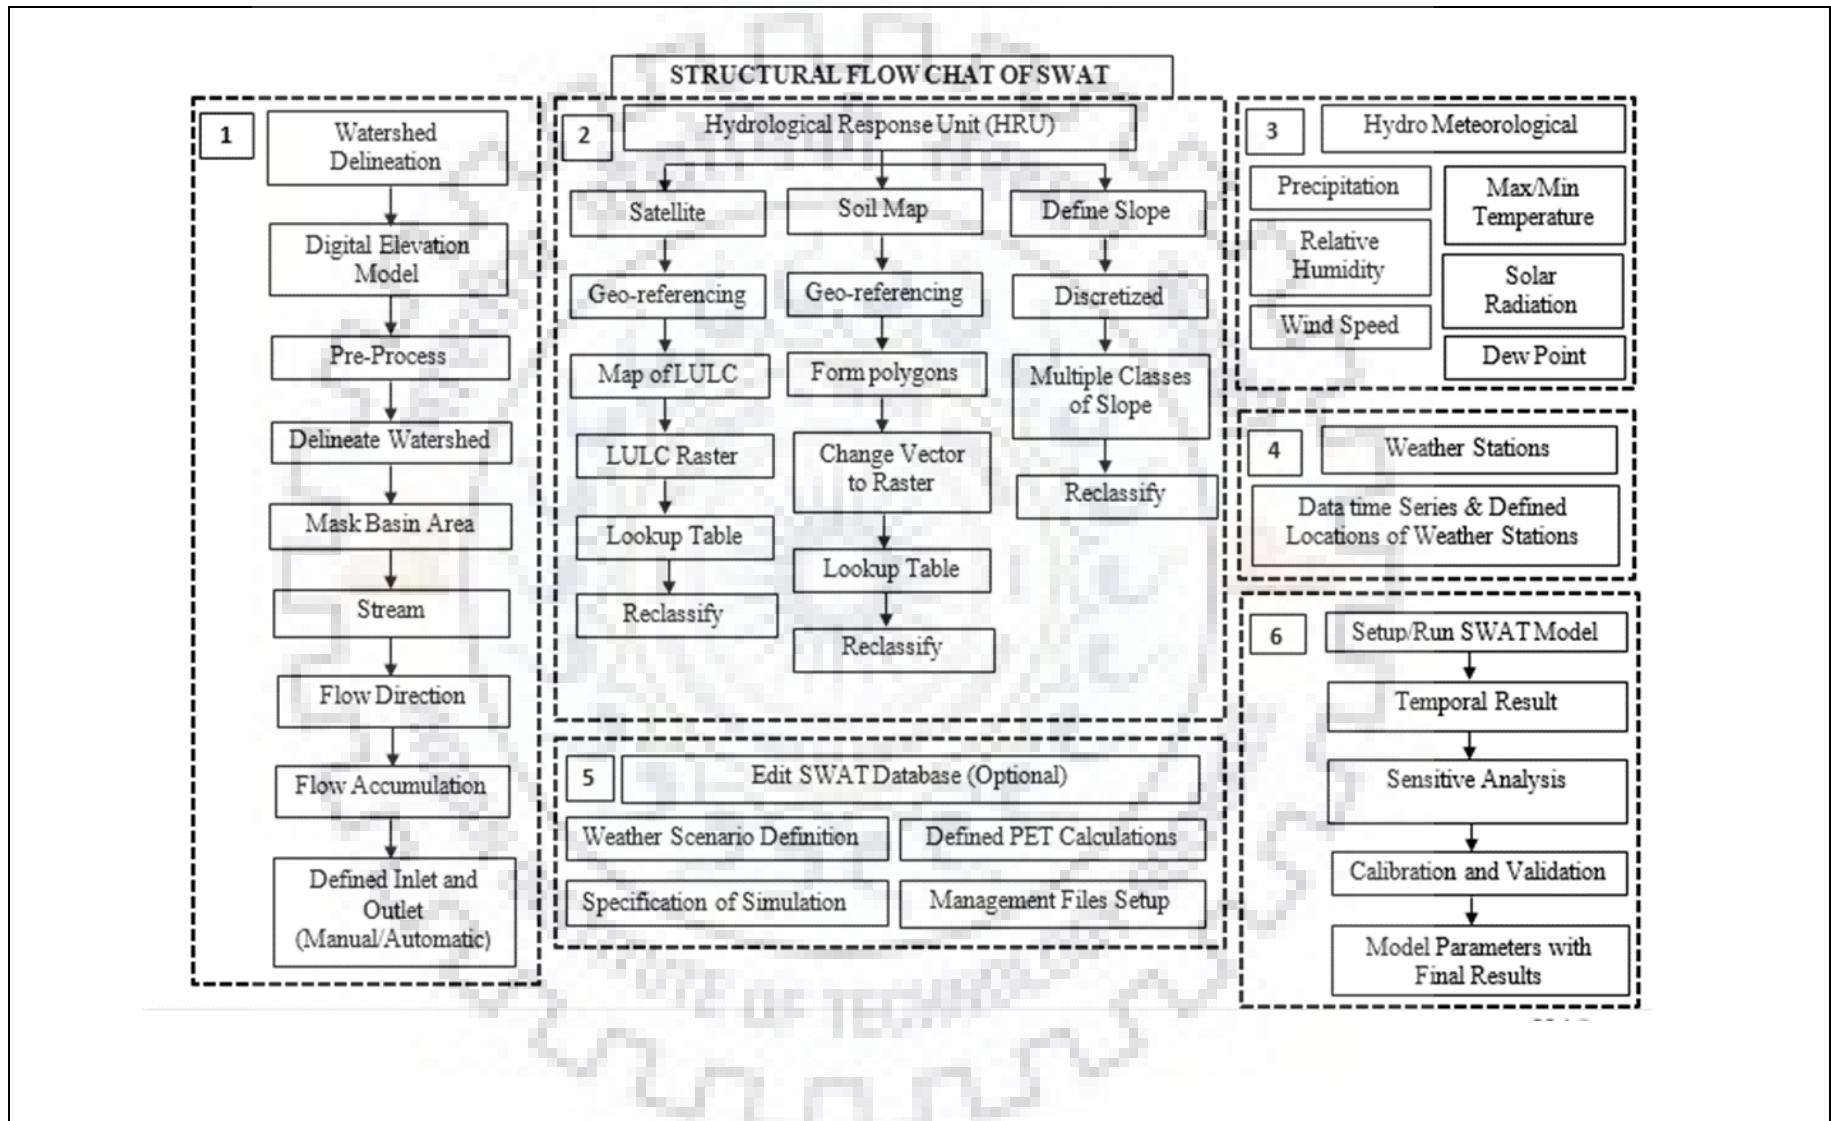 STRUCTURAL FLOW CHAT OF SWAT
1
Watershed
Delineation
Digital Elevation
Model
Pre-Process
Delineate Watershed
Mask Basin Area
Stream
Flow Direction
Flow Accumulation
Defined Inlet and
Outlet
(Manual/Automatic)
2
Hydrological Response Unit (HRU)
Satellite
Geo-referencing
Map of LULC
LULC Raster
Lookup Table
Reclassify
Soil Map
Geo-referencing
Form polygons
Change Vector
to Raster
Lookup Table
Reclassify
Define Slope
Discretized
Multiple Classes
of Slope
Reclassify
3
Hydro Meteorological
Precipitation
Relative
Humidity
Wind Speed
Max/Min
Temperature
Solar
Radiation
Dew Point
4
Weather Stations
Data time Series & Defined
Locations of Weather Stations
5
Edit SWAT Database (Optional)
Weather Scenario Definition
Defined PET Calculations
Specification of Simulation
Management Files Setup
6
Setup/Run SWAT Model
Temporal Result
Sensitive Analysis
Calibration and Validation
Model Parameters with
Final Results
OF TECHN